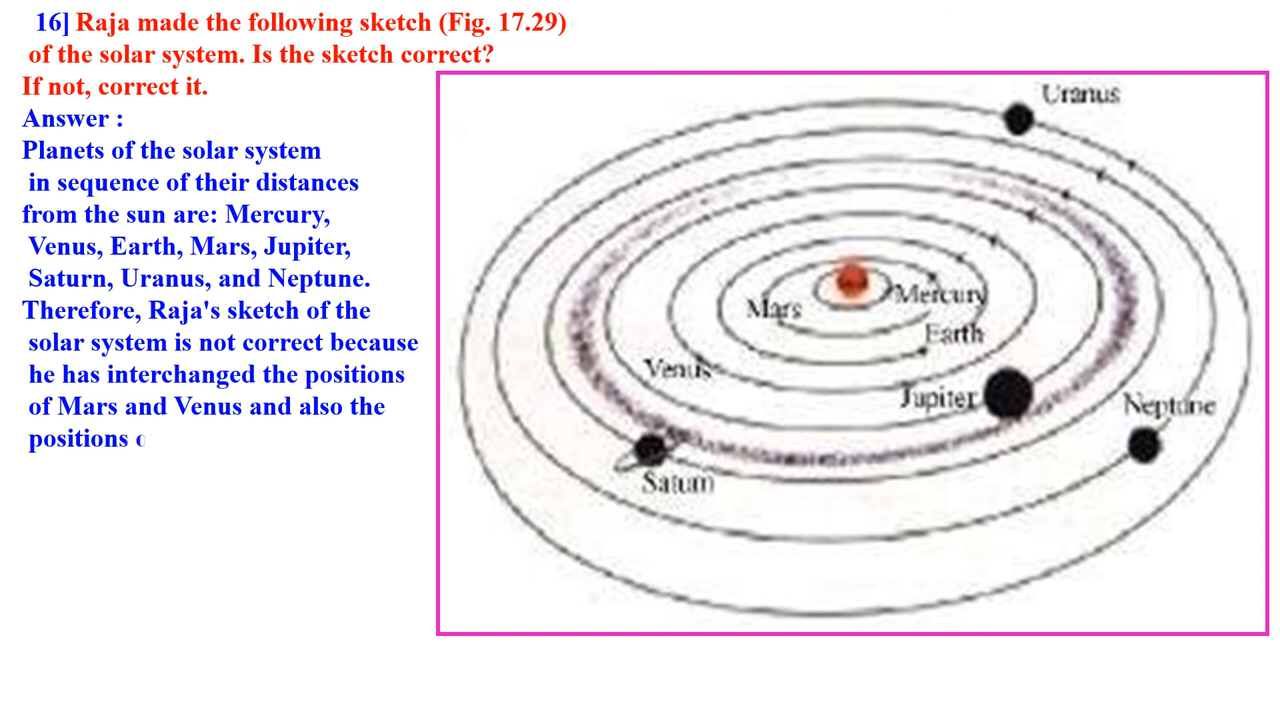 16] Raja made the following sketch (Fig. 17.29)
of the solar system. Is the sketch correct?
If not, correct it.
Answer :
Planets of the solar system
in sequence of their distances
from the sun are: Mercury,
Venus, Earth, Mars, Jupiter,
Saturn, Uranus, and Neptune.
Therefore, Raja's sketch of the
solar system is not correct because
he has interchanged the positions
of Mars and Venus and also the
positions
Uranus
Mercury
Mars
Earth
Venus
Jupiter
Neptune
Saturn